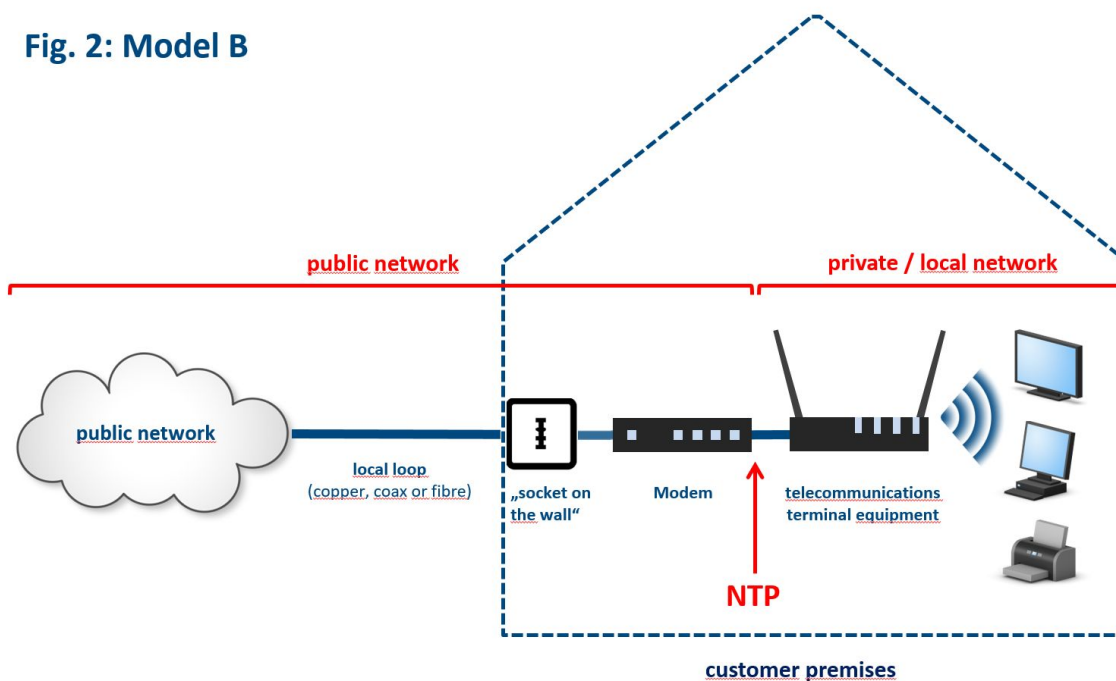 Fig. 2: Model B
public network
private / local network
public network
local loop
(copper, coax or fibre)
„socket on
the wall“
Modem
telecommunications
terminal equipment
NTP
customer premises